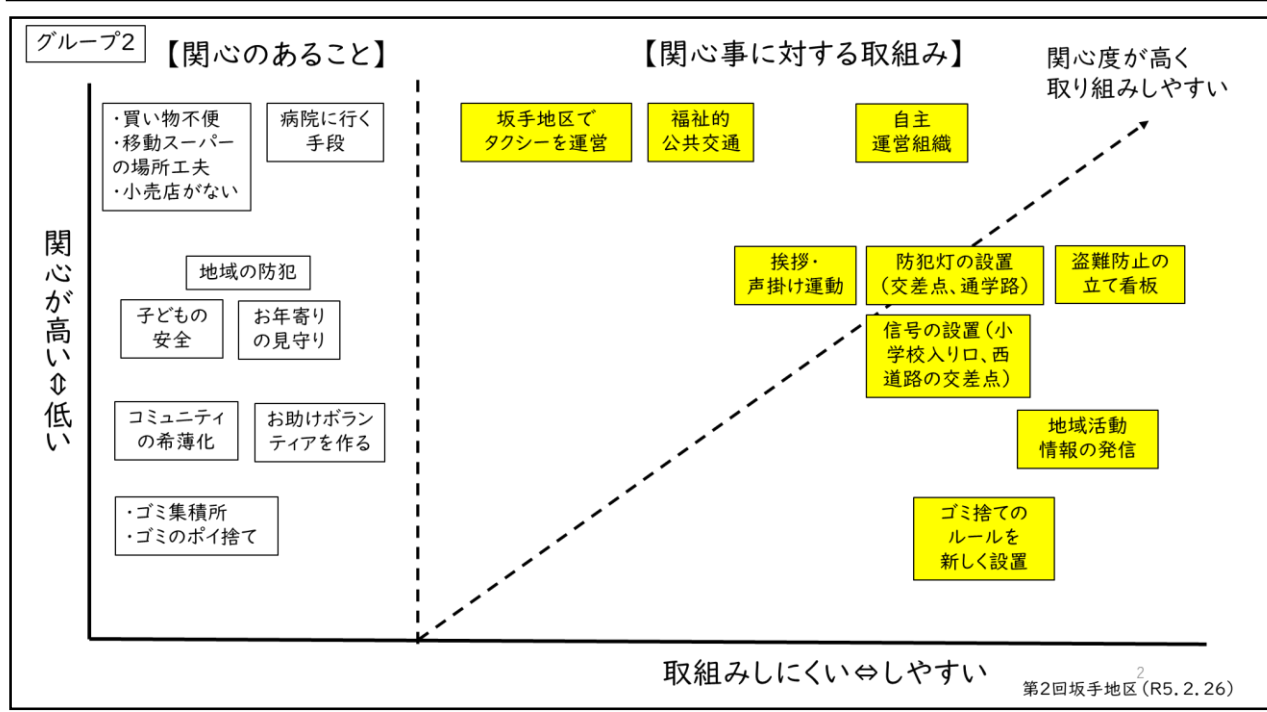 グループ2
【関心のあること】
【関心事に対する取組み】
関心度が高く
取り組みしやすい
・買い物不便
・移動スーパー
の場所工夫
・小売店がない
病院に行く
手段
坂手地区で
タクシーを運営
福祉的
公共交通
自主
運営組織
関心が高い⇔低い
地域の防犯
子どもの
安全
お年寄り
の見守り
挨拶・
声掛け運動
防犯灯の設置
(交差点、通学路)
盗難防止の
立て看板
信号の設置(小
学校入り口、西
道路の交差点)
コミュニティ
の希薄化
お助けボラン
ティアを作る
地域活動
情報の発信
・ゴミ集積所
・ゴミのポイ捨て
ゴミ捨ての
ルールを
新しく設置
取組みしにくい⇔しやすい
2
第2回坂手地区(R5.2.26)